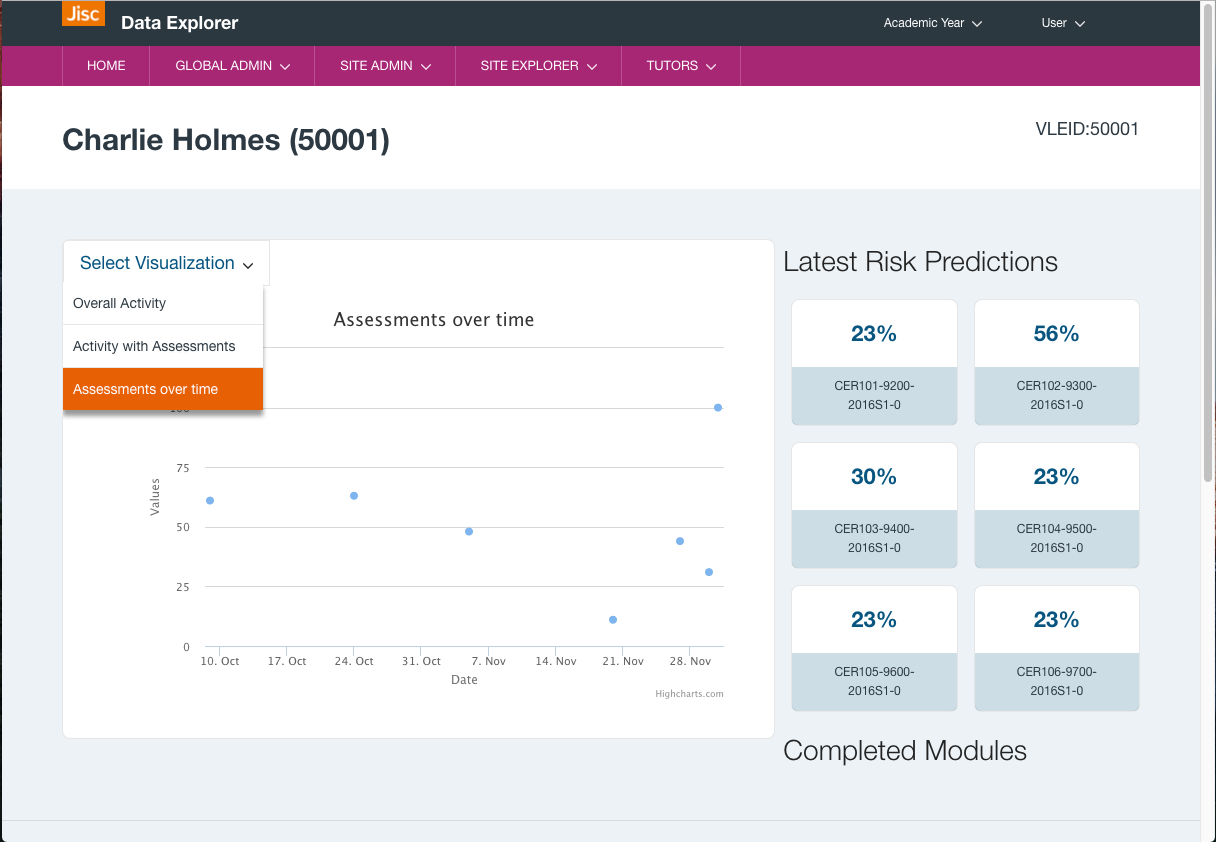 Jisc
Data Explorer
Academic Year
User
HOME
GLOBAL ADMIN
SITE ADMIN
SITE EXPLORER
TUTORS
Charlie Holmes (50001)
VLEID:50001
Select Visualization
Overall Activity
Activity with Assessments
Assessments over time
Assessments over time
75
50
25
0
Values
10. Oct
17. Oct
24. Oct
31. Oct
7. Nov
14. Nov
21. Nov
28. Nov
Date
Highcharts.com
Latest Risk Predictions
23%
CER101-9200-
2016S1-0
56%
CER102-9300-
2016S1-0
30%
CER103-9400-
2016S1-0
23%
CER104-9500-
2016S1-0
23%
CER105-9600-
2016S1-0
23%
CER106-9700-
2016S1-0
Completed Modules